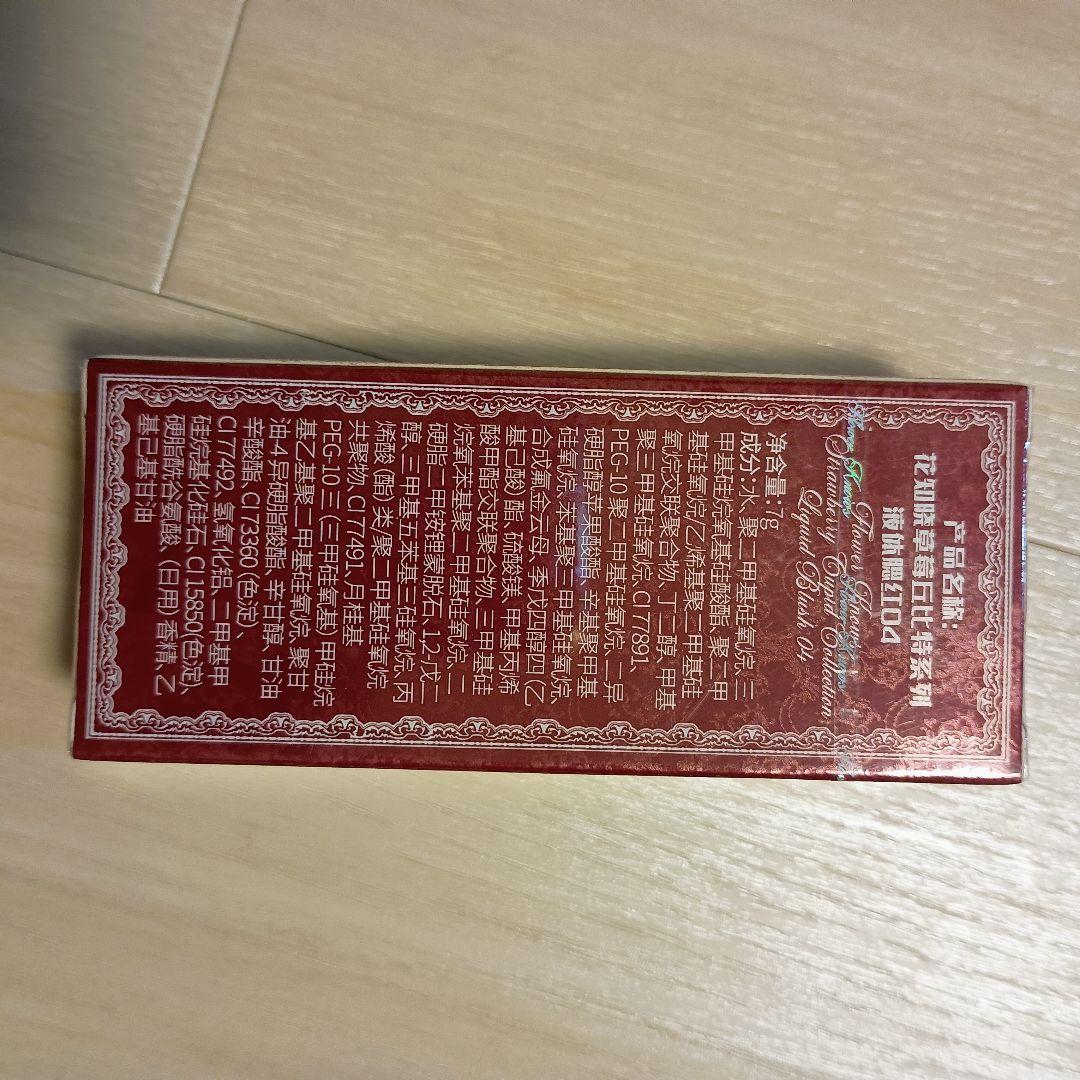 产品名称:
花知晓草莓丘比特系列
液体腮红04
Flower Knows
Strawberry Cupid Collection
Liquid Blush 04
净含量:7g
成分:水、聚二甲基硅氧烷、三
甲基硅烷氧基硅酸酯、聚二甲
基硅氧烷/乙烯基聚二甲基硅
氧烷交联聚合物、丁二醇、甲基
聚三甲基硅氧烷、CI 77891、
PEG-10 聚二甲基硅氧烷、二异
硬脂醇苹果酸酯、辛基聚甲基
硅氧烷、苯基聚三甲基硅氧烷、
合成氟金云母、季戊四醇四(乙
基己酸)酯、硫酸镁、甲基丙烯
酸甲酯交联聚合物、三甲基硅
烷氧苯基聚二甲基硅氧烷、二
硬脂二甲铵锂蒙脱石、1,2-戊二
醇、三甲基五苯基三硅氧烷、丙
烯酸(酯)类/聚二甲基硅氧烷
共聚物、CI 77491、月桂基
PEG-10 三(三甲硅氧基)甲硅烷
基乙基聚二甲基硅氧烷、聚甘
油-4 异硬脂酸酯、辛甘醇、甘油
辛酸酯、CI 73360 (色淀)、
CI 77492、氢氧化铝、二甲基甲
硅烷基化硅石、CI 15850(色淀)、
硬脂酰谷氨酸、(日用)香精、乙
基己基甘油